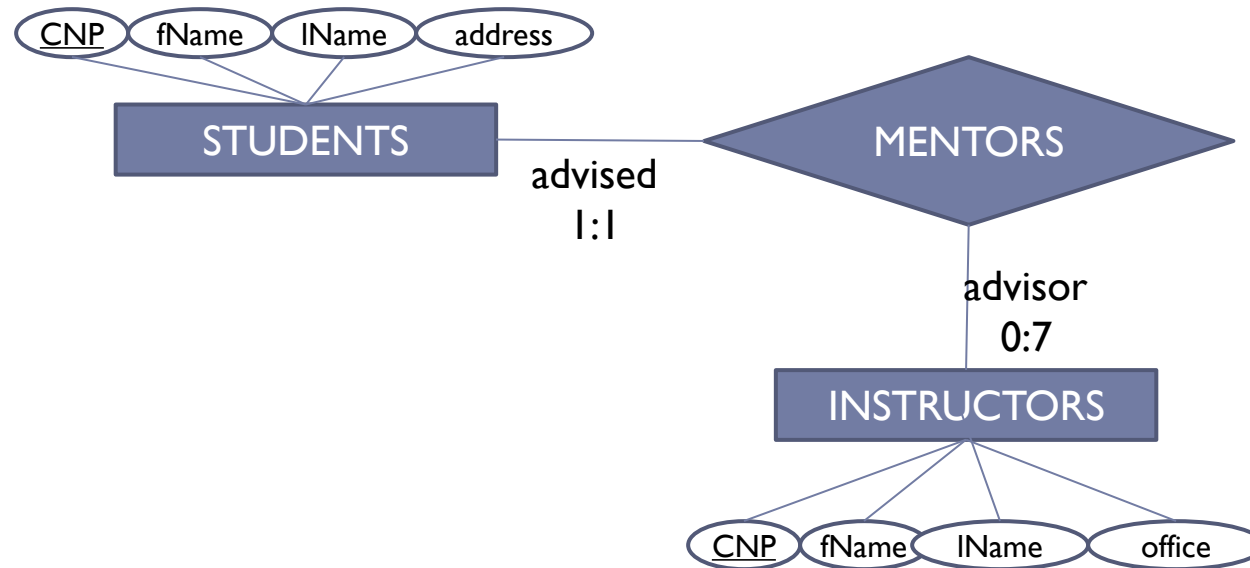 CNP fName lName address
STUDENTS
MENTORS
advised
1:1
advisor
0:7
INSTRUCTORS
CNP fName lName office